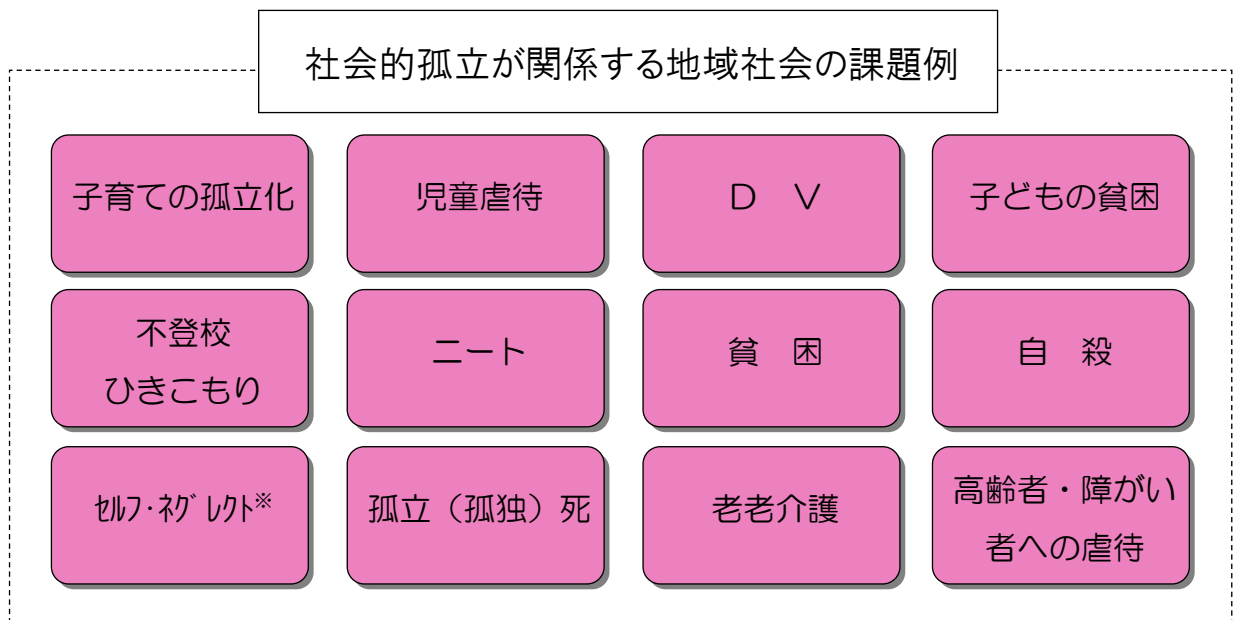 社会的孤立が関係する地域社会の課題例
子育ての孤立化
児童虐待
Ｄ　Ｖ
子どもの貧困
不登校
ひきこもり
ニート
貧　困
自　殺
ｾﾙﾌ・ﾈｸﾞﾚｸﾄ※
孤立（孤独）死
老老介護
高齢者・障がい
者への虐待